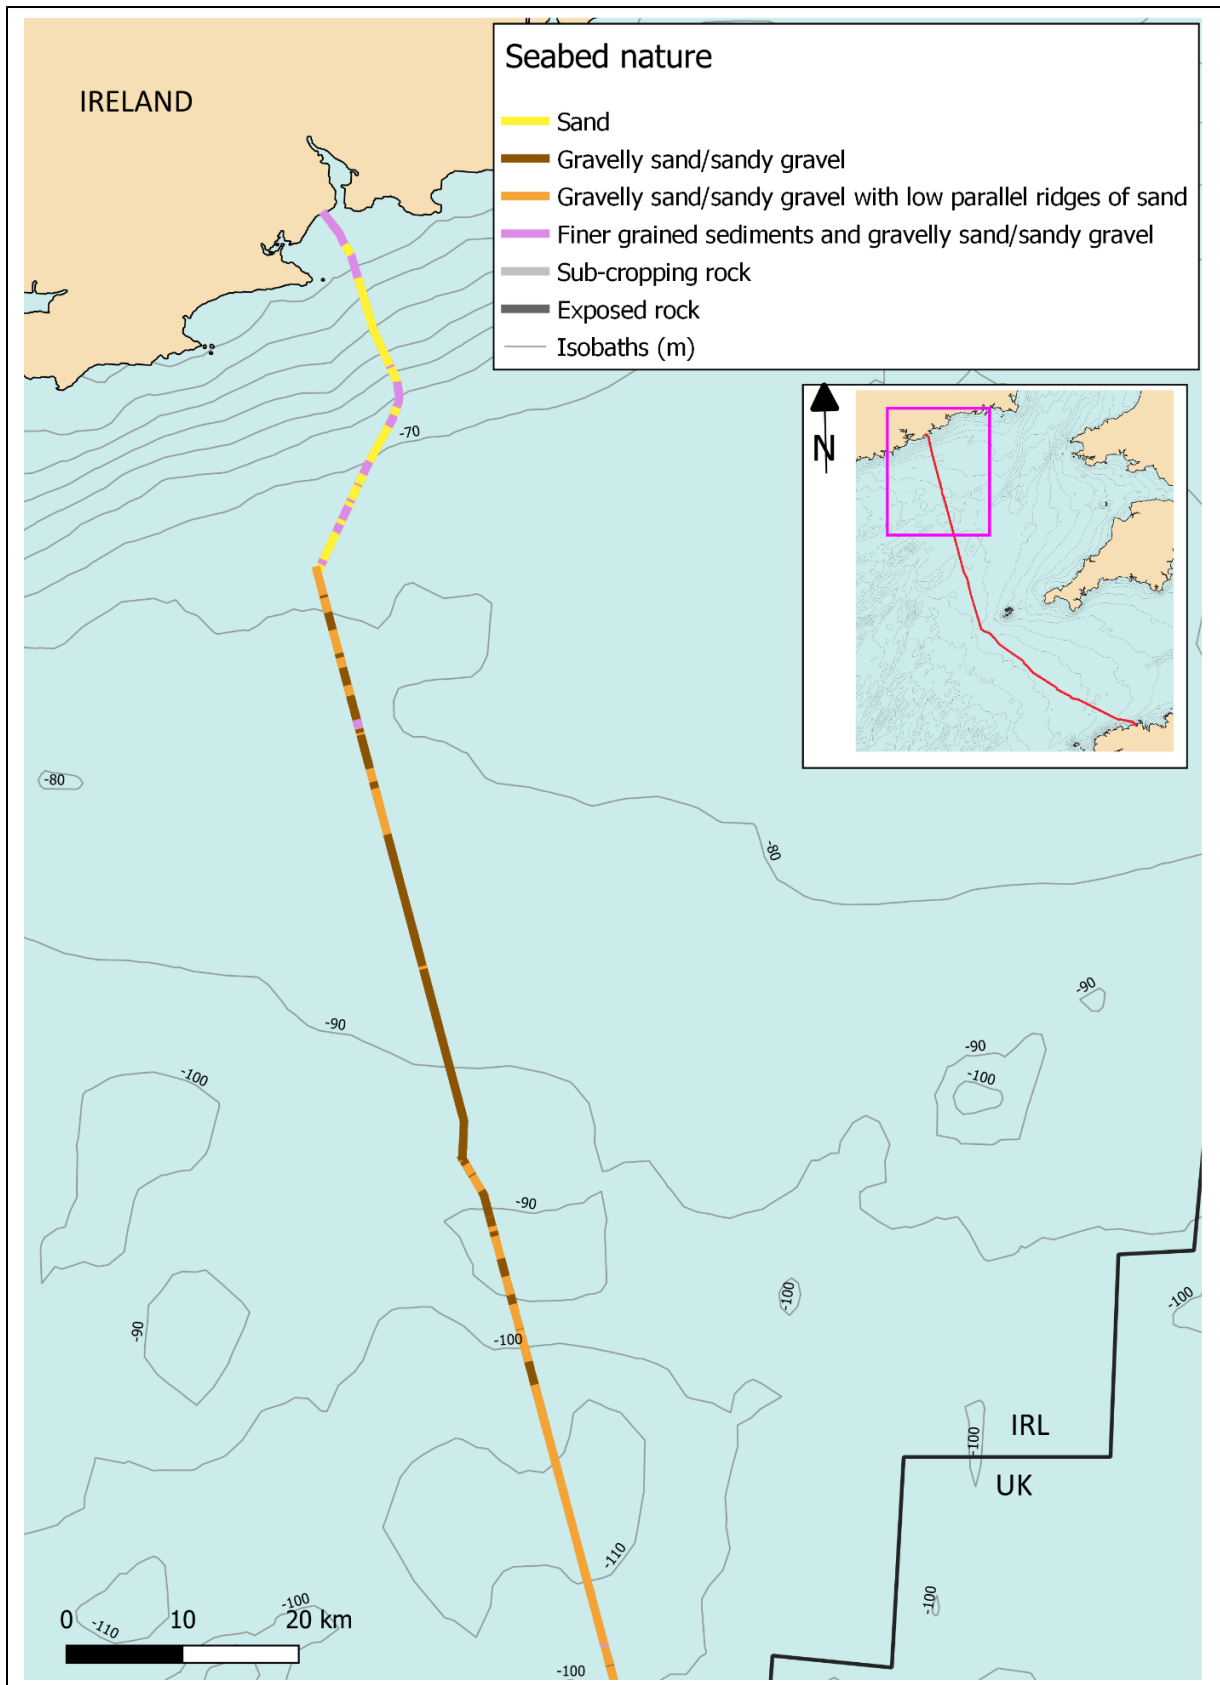 Seabed nature
IRELAND
Sand
Gravelly sand/sandy gravel
Gravelly sand/sandy gravel with low parallel ridges of sand
Finer grained sediments and gravelly sand/sandy gravel
Sub-cropping rock
Exposed rock
Isobaths (m)
N
-70
-80
-80
-90
-90
-90
-100
-100
-90
-100
-100
-90
-100
-100
IRL
UK
-110
-100
-100
-110
0 10 20 km
-100